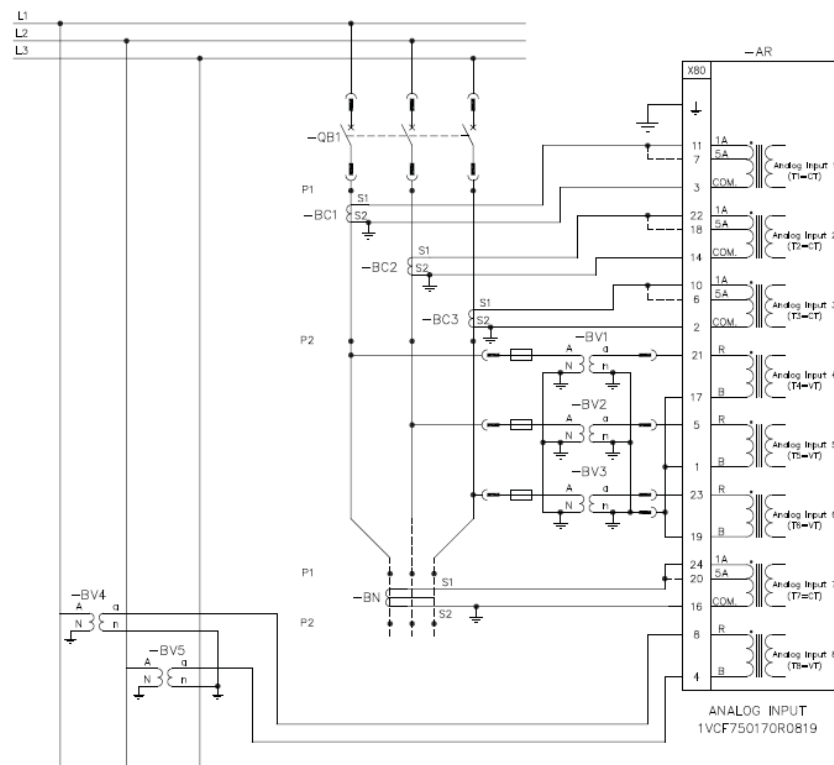 L1
L2
L3
-AR
X80
-QB1
11 1A
7 5A
Analog Input
(T1=CT)
3 COM.
P1
S1
-BC1 S2
22 1A
18 5A
Analog Input 2
(T2=CT)
14 COM.
S1
-BC2 S2
10 1A
6 5A
Analog Input 3
(T3=CT)
2 COM.
S1
-BC3 S2
P2
-BV1
A a
N n
21 R
Analog Input 4
(T4=VT)
17 B
-BV2
A a
N n
5 R
Analog Input 5
(T5=VT)
1 B
-BV3
A a
N n
23 R
Analog Input 6
(T6=VT)
19 B
24 1A
20 5A
Analog Input 7
(T7=CT)
16 COM.
P1
S1
-BN
S2
P2
-BV4
A a
N n
-BV5
A a
N n
8 R
Analog Input 8
(T8=VT)
4 B
ANALOG INPUT
1VCF750170R0819